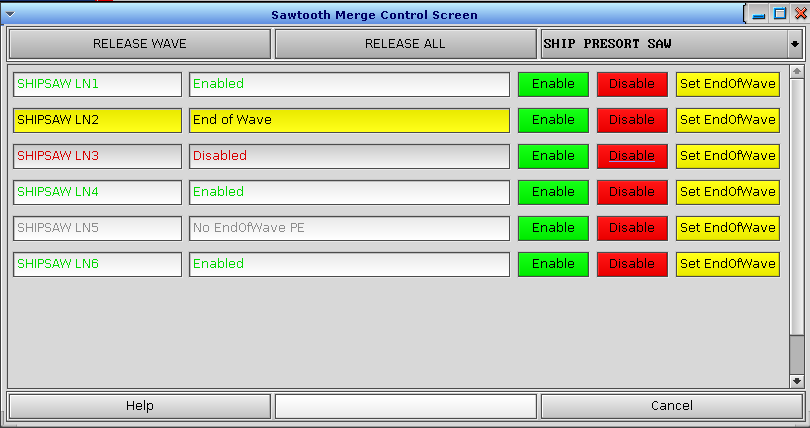 Sawtooth Merge Control Screen
RELEASE WAVE RELEASE ALL SHIP PRESORT SAW
SHIPSAW LN1 Enabled Enable Disable Set EndOfWave
SHIPSAW LN2 End of Wave Enable Disable Set EndOfWave
SHIPSAW LN3 Disabled Enable Disable Set EndOfWave
SHIPSAW LN4 Enabled Enable Disable Set EndOfWave
SHIPSAW LN5 No EndOfWave PE Enable Disable Set EndOfWave
SHIPSAW LN6 Enabled Enable Disable Set EndOfWave
Help Cancel